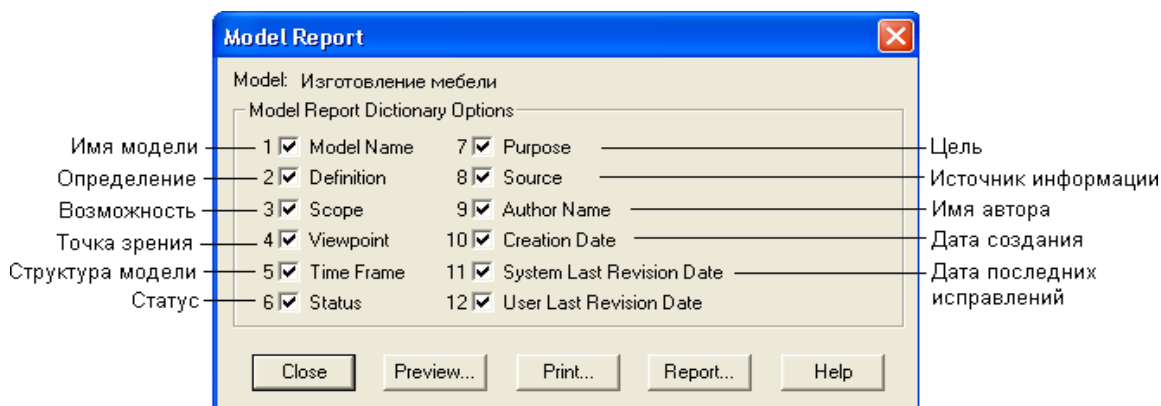 Model Report
Model: Изготовление мебели
Model Report Dictionary Options
Имя модели 1 Model Name 7 Purpose Цель
Определение 2 Definition 8 Source Источник информации
Возможность 3 Scope 9 Author Name Имя автора
Точка зрения 4 Viewpoint 10 Creation Date Дата создания
Структура модели 5 Time Frame 11 System Last Revision Date Дата последних
Статус 6 Status 12 User Last Revision Date исправлений
Close Preview... Print... Report... Help